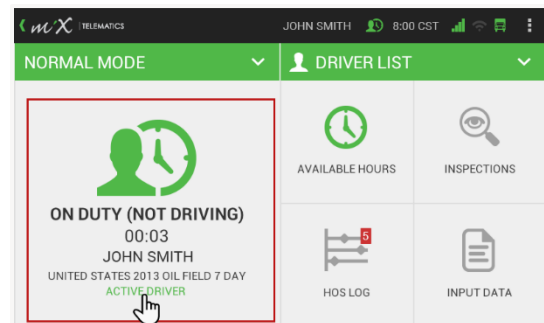 MiX TELEMATICS
JOHN SMITH 8:00 CST
NORMAL MODE
DRIVER LIST
ON DUTY (NOT DRIVING)
00:03
JOHN SMITH
UNITED STATES 2013 OIL FIELD 7 DAY
ACTIVE DRIVER
AVAILABLE HOURS
INSPECTIONS
5
HOS LOG
INPUT DATA